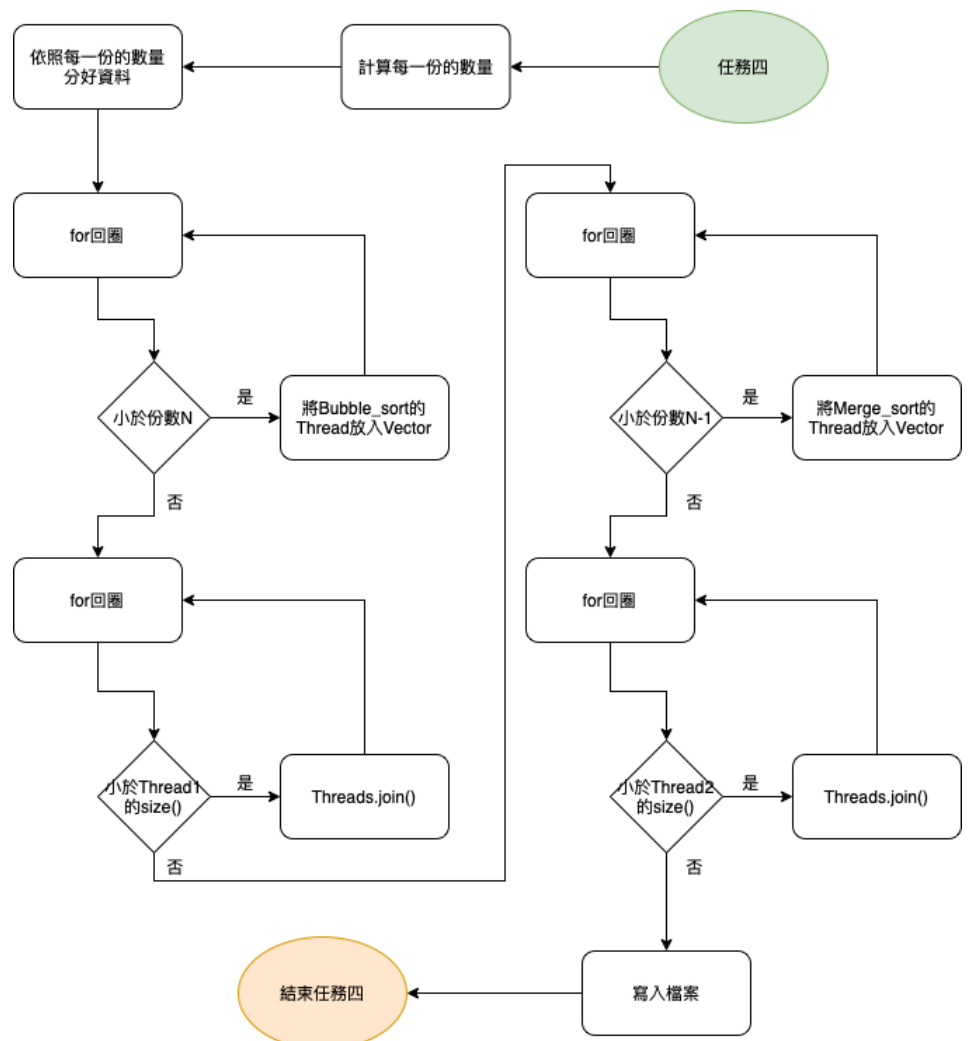 任務四
計算每一份的數量
依照每一份的數量
分好資料
for回圈
小於份數N
是
將Bubble_sort的
Thread放入Vector
否
for回圈
小於Thread1
的size()
是
Threads.join()
否
for回圈
小於份數N-1
是
將Merge_sort的
Thread放入Vector
否
for回圈
小於Thread2
的size()
是
Threads.join()
否
寫入檔案
結束任務四